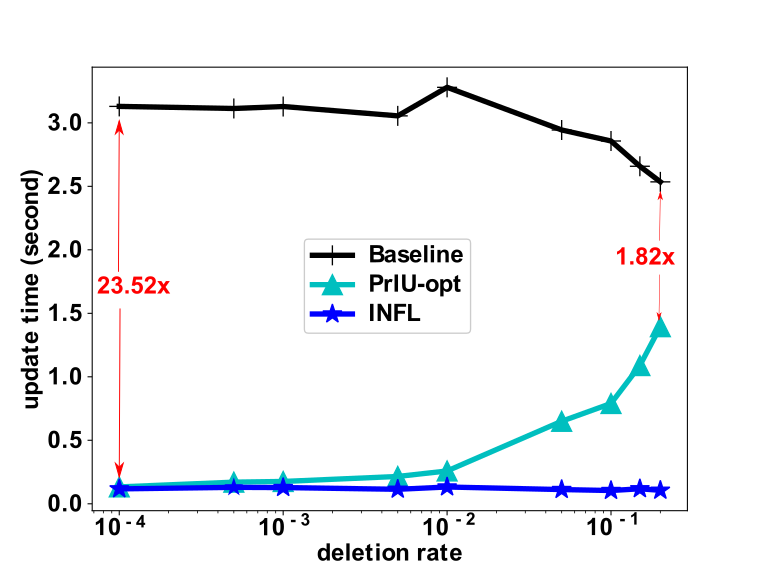 3.0
2.5
2.0
1.5
1.0
0.5
0.0
update time (second)
23.52x
1.82x
Baseline
PrIU-opt
INFL
10^-4
10^-3
10^-2
10^-1
deletion rate